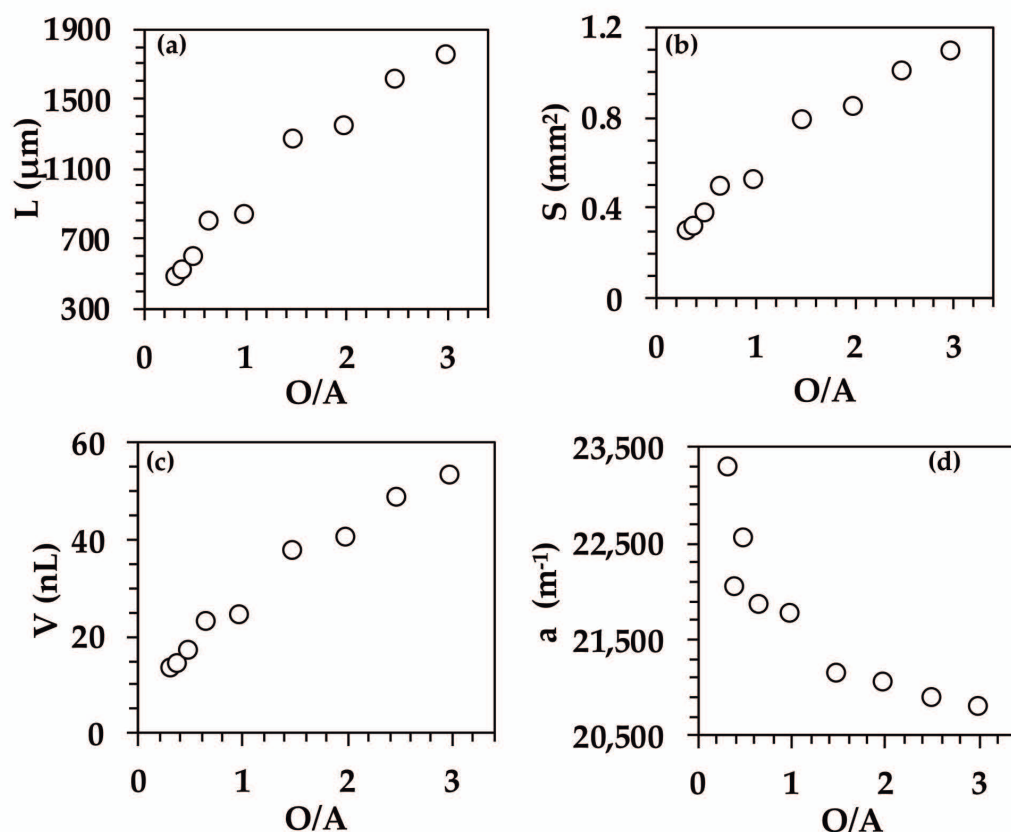 1900
1500
1100
700
300
L (µm)
(a)
0 1 2 3
O/A
1.2
0.8
0.4
0
S (mm²)
(b)
0 1 2 3
O/A
60
40
20
0
V (nL)
(c)
0 1 2 3
O/A
23,500
22,500
21,500
20,500
a (m⁻¹)
(d)
0 1 2 3
O/A